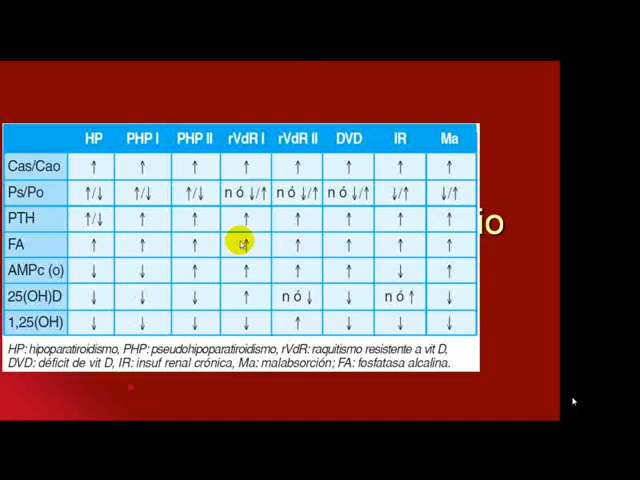 HP PHP I PHP II rVdR I rVdR II DVD IR Ma
Cas/Cao ↑ ↑ ↑ ↑ ↑ ↑ ↑ ↑
Ps/Po ↑/↓ ↑/↓ ↑/↓ n ó ↓/↑ n ó ↓/↑ n ó ↓/↑ ↓/↑ ↓/↑
PTH ↑/↓ ↑ ↑ ↑ ↑ ↑ ↑ ↑
FA ↑ ↑ ↑ ↑ ↑ ↑ ↑ ↑
AMPc (o) ↓ ↓ ↑ ↑ ↑ ↑ ↓ ↑
25(OH)D ↓ ↓ ↓ ↑ n ó ↓ ↓ n ó ↑ ↓
1,25(OH) ↓ ↓ ↓ ↓ ↑ ↓ ↓ ↓
HP: hipoparatiroidismo, PHP: pseudohipoparatiroidismo, rVdR: raquitismo resistente a vit D,
DVD: déficit de vit D, IR: insuf renal crónica, Ma: malabsorción; FA: fosfatasa alcalina.
io